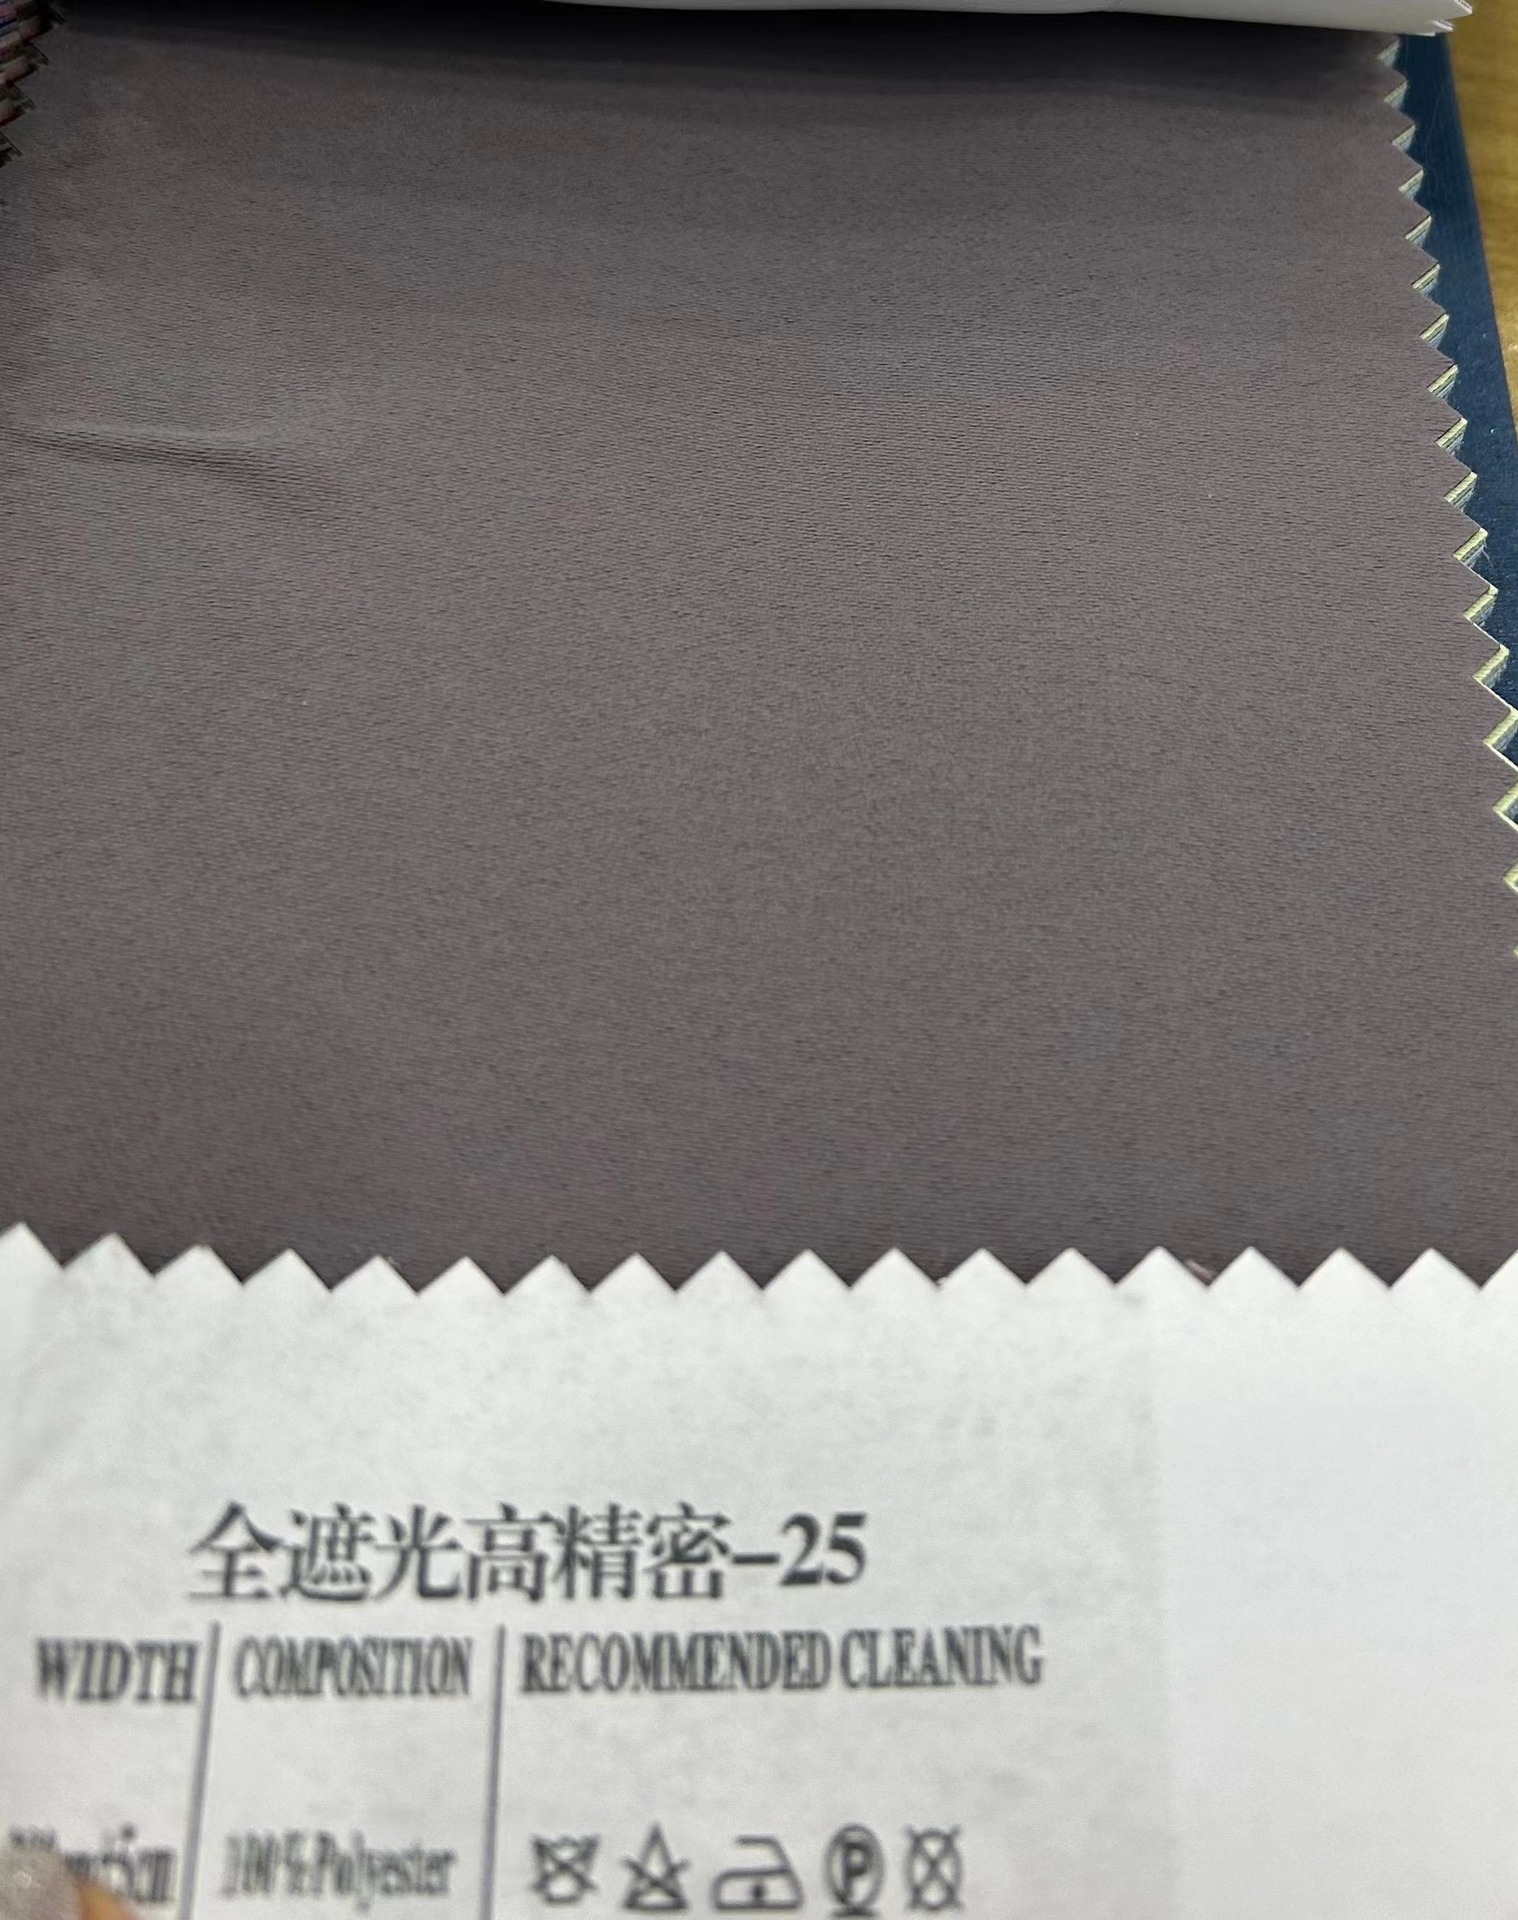 全遮光高精密-25
WIDTH COMPOSITION RECOMMENDED CLEANING
100%Polyester P